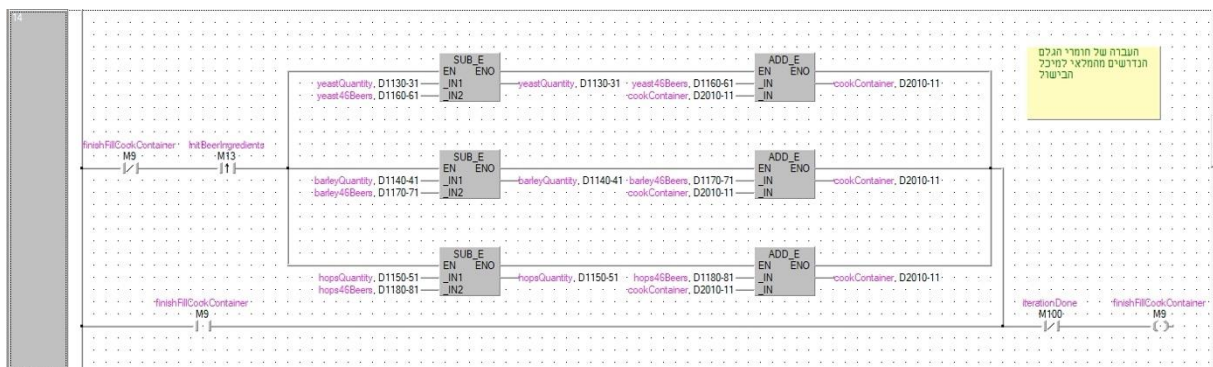 14
העברה של חומרי הגלם
הנדרשים מהמלאי למיכל
הבישול
SUB_E
EN ENO
yeastQuantity, D1130-31 _IN1 yeastQuantity, D1130-31
yeast46Beers, D1160-61 _IN2
ADD_E
EN ENO
yeast46Beers, D1160-61 _IN cookContainer, D2010-11
cookContainer, D2010-11 _IN
finishFillCookContainer InitBeerIngredients
M9 M13
SUB_E
EN ENO
barleyQuantity, D1140-41 _IN1 barleyQuantity, D1140-41
barley46Beers, D1170-71 _IN2
ADD_E
EN ENO
barley46Beers, D1170-71 _IN cookContainer, D2010-11
cookContainer, D2010-11 _IN
SUB_E
EN ENO
hopsQuantity, D1150-51 _IN1 hopsQuantity, D1150-51
hops46Beers, D1180-81 _IN2
ADD_E
EN ENO
hops46Beers, D1180-81 _IN cookContainer, D2010-11
cookContainer, D2010-11 _IN
finishFillCookContainer
M9
iterationDone finishFillCookContainer
M100 M9